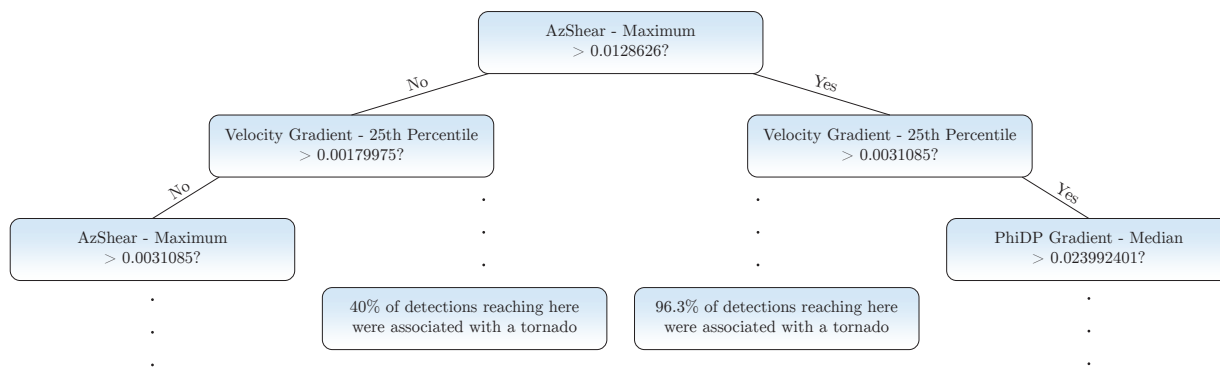 AzShear - Maximum
> 0.0128626?
No
Yes
Velocity Gradient - 25th Percentile
> 0.00179975?
Velocity Gradient - 25th Percentile
> 0.0031085?
No
Yes
AzShear - Maximum
> 0.0031085?
PhiDP Gradient - Median
> 0.023992401?
40% of detections reaching here
were associated with a tornado
96.3% of detections reaching here
were associated with a tornado